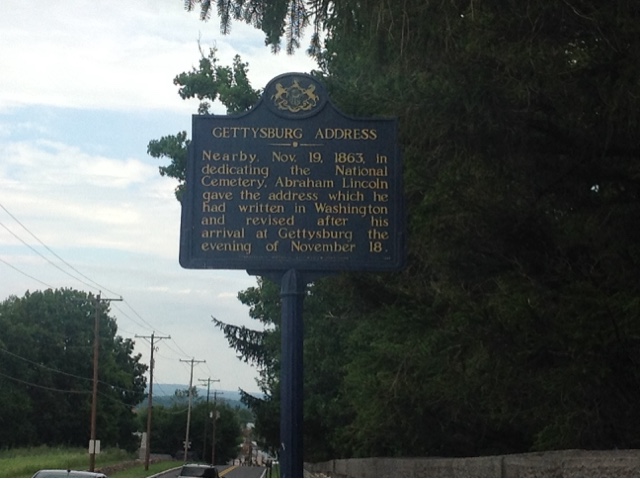 GETTYSBURG ADDRESS
Nearby, Nov. 19, 1863, in
dedicating the National
Cemetery, Abraham Lincoln
gave the address which he
had written in Washington
and revised after his
arrival at Gettysburg the
evening of November 18.